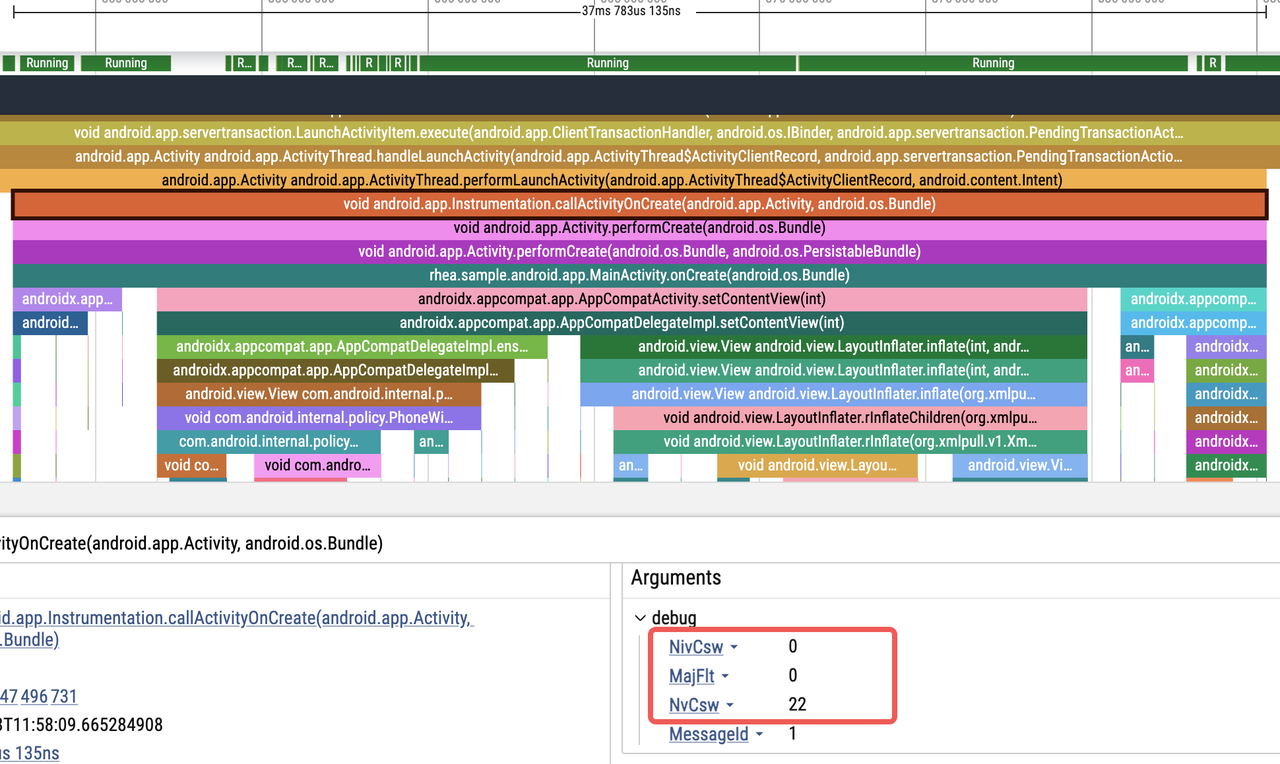 37ms 783us 135ns
Running Running R... R... R... R R Running Running R
void android.app.servertransaction.LaunchActivityItem.execute(android.app.ClientTransactionHandler, android.os.IBinder, android.app.servertransaction.PendingTransactionAct...
android.app.Activity android.app.ActivityThread.handleLaunchActivity(android.app.ActivityThread$ActivityClientRecord, android.app.servertransaction.PendingTransactionActio...
android.app.Activity android.app.ActivityThread.performLaunchActivity(android.app.ActivityThread$ActivityClientRecord, android.content.Intent)
void android.app.Instrumentation.callActivityOnCreate(android.app.Activity, android.os.Bundle)
void android.app.Activity.performCreate(android.os.Bundle)
void android.app.Activity.performCreate(android.os.Bundle, android.os.PersistableBundle)
rhea.sample.android.app.MainActivity.onCreate(android.os.Bundle)
androidx.app... androidx.appcompat.app.AppCompatActivity.setContentView(int) androidx.appcomp...
android... androidx.appcompat.app.AppCompatDelegateImpl.setContentView(int) androidx.appcomp...
androidx.appcompat.app.AppCompatDelegateImpl.ens... android.view.View android.view.LayoutInflater.inflate(int, andr... an... androidx...
androidx.appcompat.app.AppCompatDelegateImpl... android.view.View android.view.LayoutInflater.inflate(int, andr... an... androidx...
android.view.View com.android.internal.p... android.view.View android.view.LayoutInflater.inflate(org.xmlpu... androidx...
void com.android.internal.policy.PhoneWi... void android.view.LayoutInflater.rInflateChildren(org.xmlpu... androidx...
com.android.internal.policy... an... void android.view.LayoutInflater.rInflate(org.xmlpull.v1.Xm... androidx...
void co... void com.andro... an... void android.view.Layou... android.view.Vi... androidx...
ityOnCreate(android.app.Activity, android.os.Bundle)
Arguments
debug
id.app.Instrumentation.callActivityOnCreate(android.app.Activity,
.Bundle)
NivCsw 0
MajFlt 0
47 496 731
NvCsw 22
3T11:58:09.665284908
MessageId 1
us 135ns